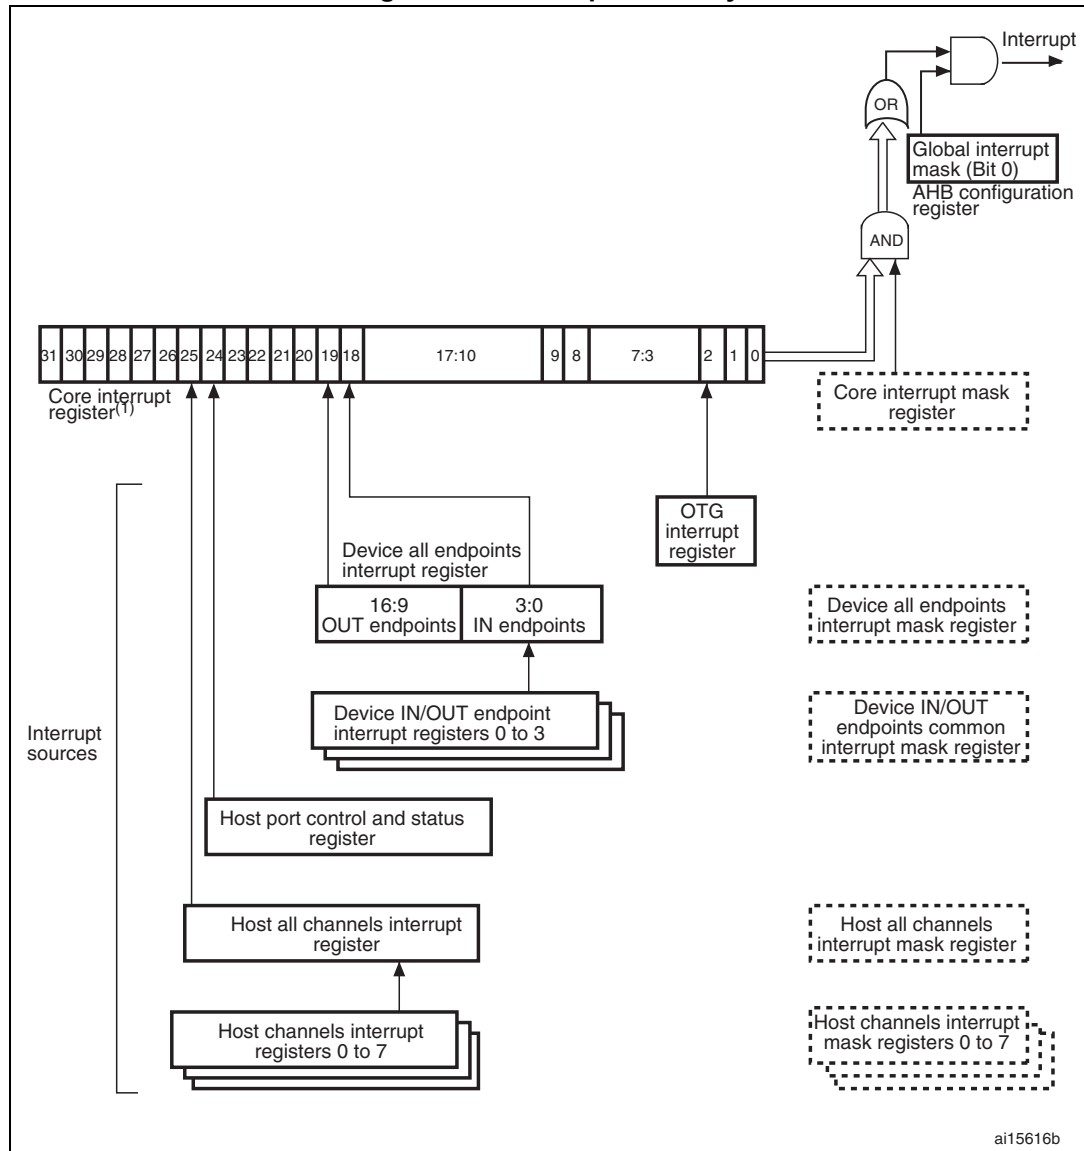 Interrupt
OR
Global interrupt
mask (Bit 0)
AHB configuration
register
AND
31 30 29 28 27 26 25 24 23 22 21 20 19 18 17:10 9 8 7:3 2 1 0
Core interrupt
register(1)
Core interrupt mask
register
OTG
interrupt
register
Device all endpoints
interrupt register
16:9
OUT endpoints
3:0
IN endpoints
Device all endpoints
interrupt mask register
Device IN/OUT endpoint
interrupt registers 0 to 3
Device IN/OUT
endpoints common
interrupt mask register
Interrupt
sources
Host port control and status
register
Host all channels interrupt
register
Host all channels
interrupt mask register
Host channels interrupt
registers 0 to 7
Host channels interrupt
mask registers 0 to 7
ai15616b